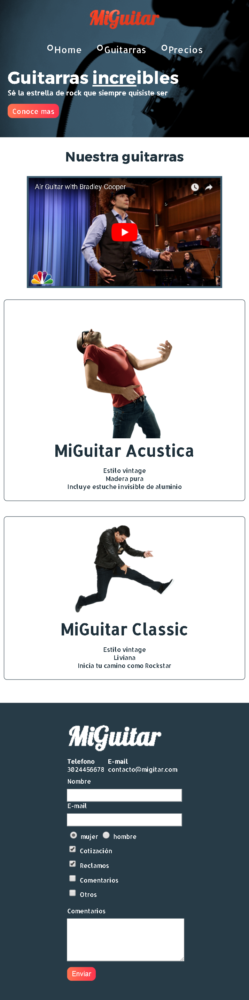 MiGuitar
Home Guitarras Precios
Guitarras increibles
Sé la estrella de rock que siempre quisiste ser
Conoce mas
Nuestra guitarras
Air Guitar with Bradley Cooper
MiGuitar Acustica
Estilo vintage
Madera pura
Incluye estuche invisible de aluminio
MiGuitar Classic
Estilo vintage
Liviana
Inicia tu camino como Rockstar
MiGuitar
Telefono E-mail
3024456678 contacto@migitar.com
Nombre
E-mail
mujer hombre
Cotización
Reclamos
Comentarios
Otros
Comentarios
Enviar